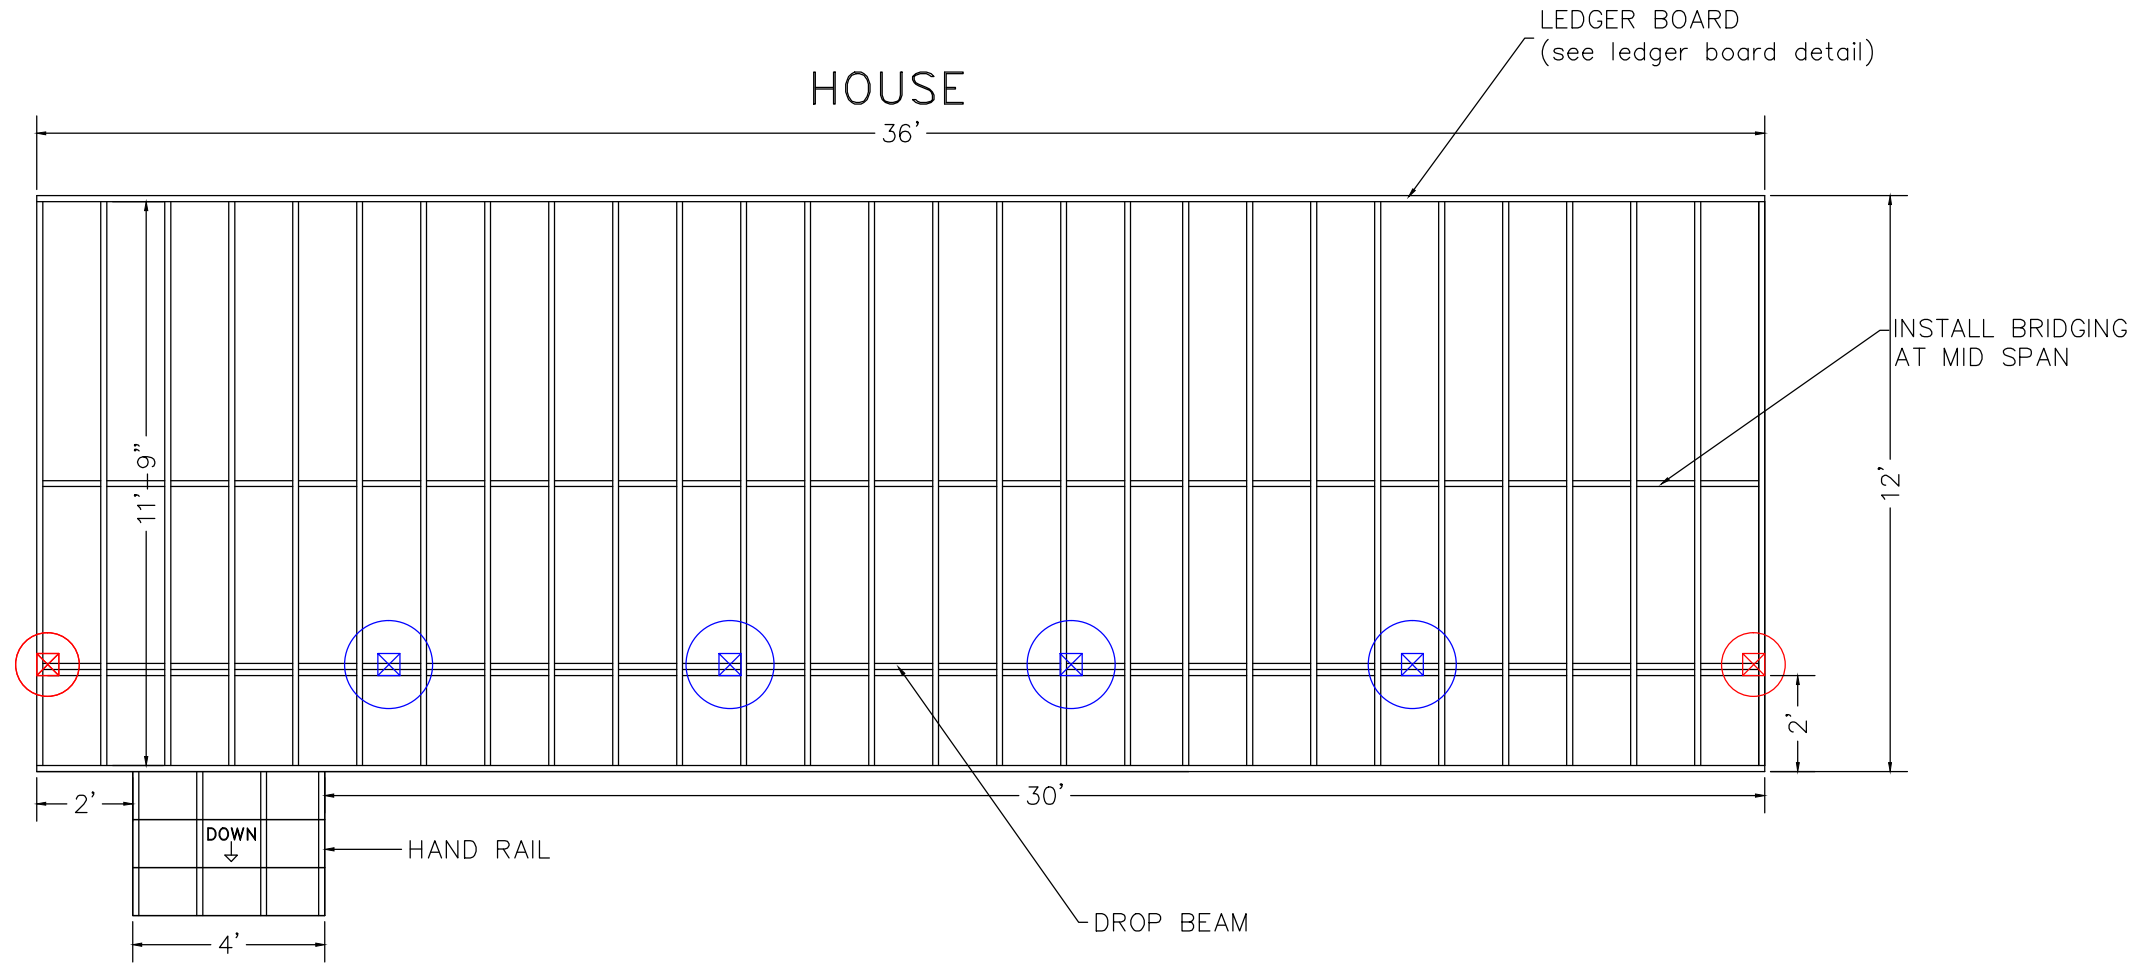 LEDGER BOARD
(see ledger board detail)
HOUSE
36'
INSTALL BRIDGING
AT MID SPAN
11'-9"
12'
2'
2'
30'
DOWN
HAND RAIL
DROP BEAM
4'